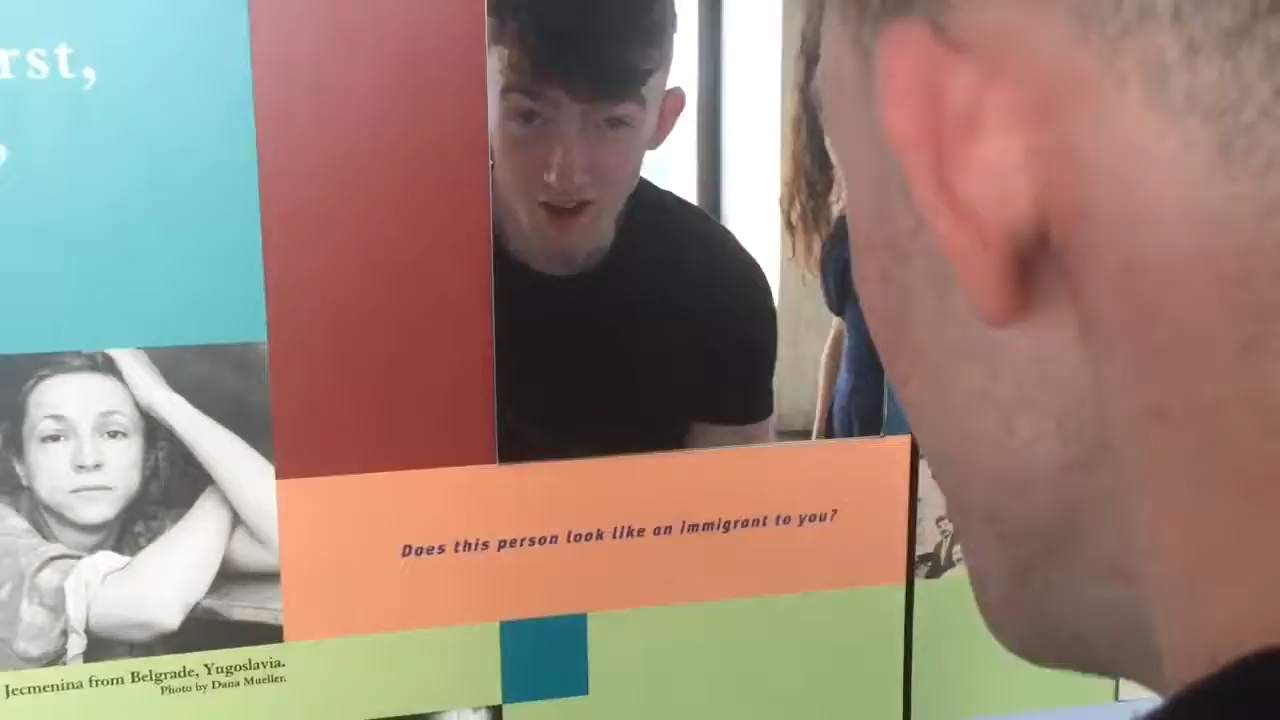 rst,
,
Does this person look like an immigrant to you?
Jecmenina from Belgrade, Yugoslavia.
Photo by Dana Mueller.